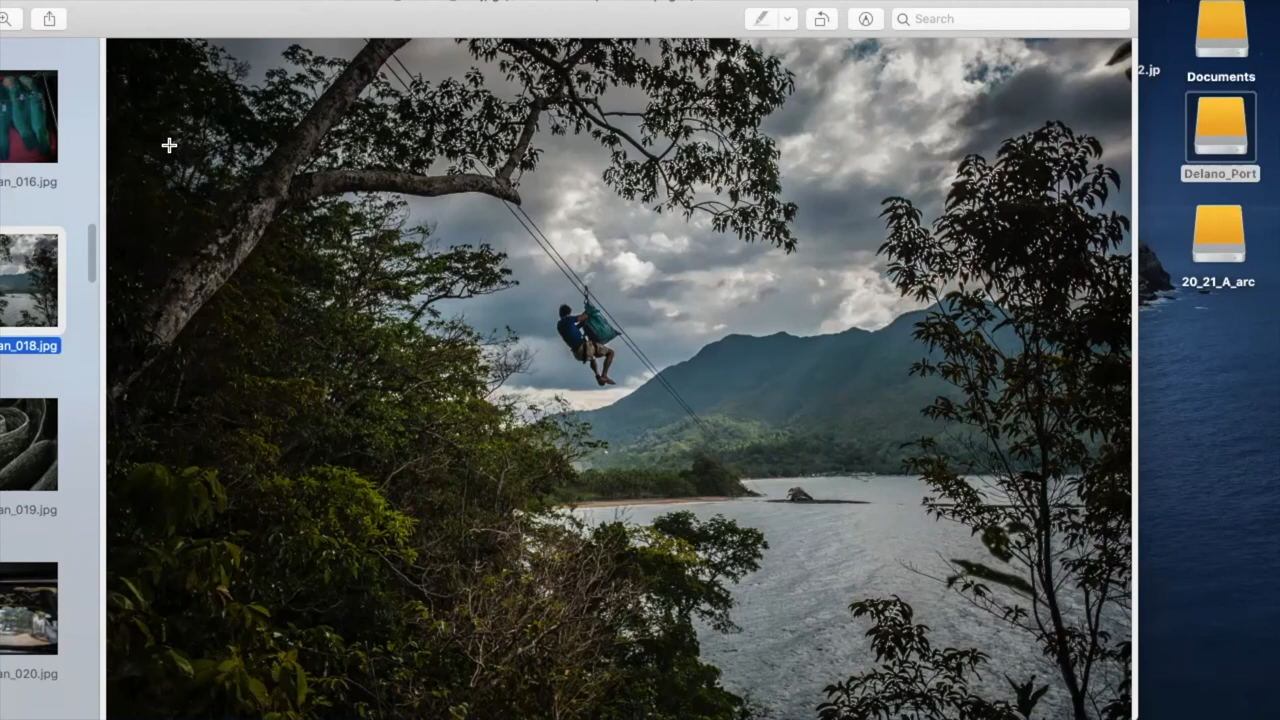 Search
2.jp
Documents
an_016.jpg
Delano_Port
20_21_A_arc
an_018.jpg
an_019.jpg
an_020.jpg